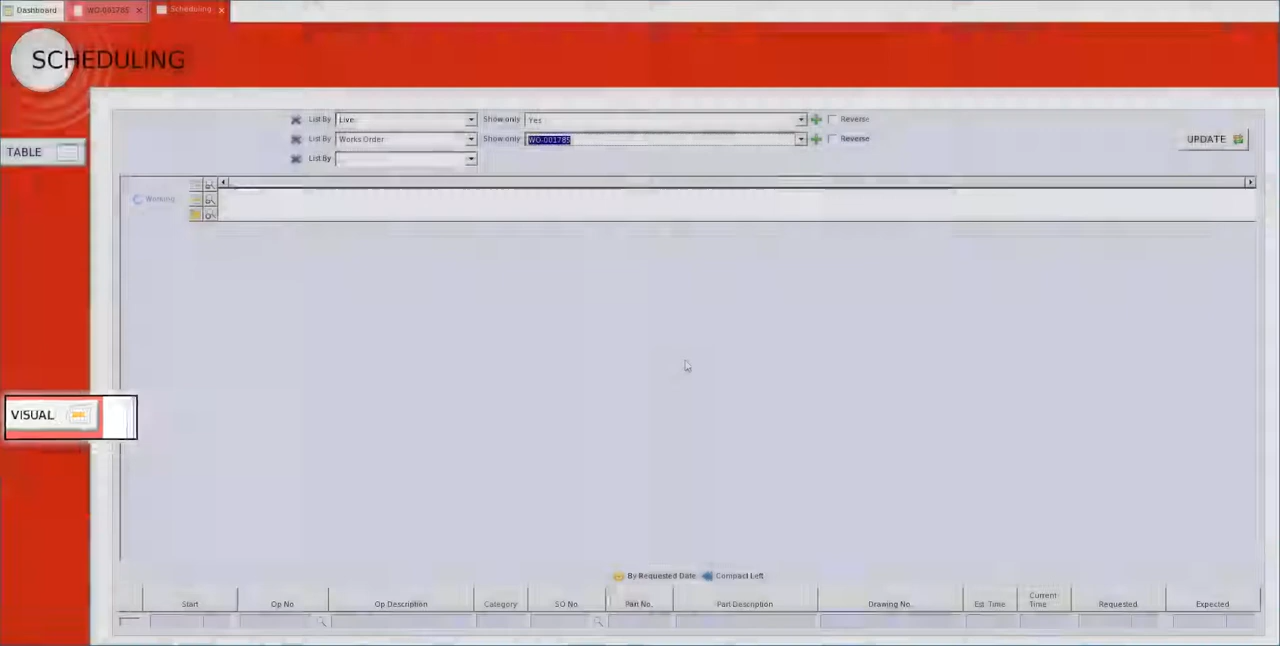 Dashboard WO-001785 Scheduling
SCHEDULING
List By Live Show only Yes Reverse
TABLE
List By Works Order Show only WO-001785 Reverse UPDATE
List By
Working
VISUAL
By Requested Date Compact Left
Start Op No Op Description Category SO No. Part No. Part Description Drawing No. Est Time Current Time Requested Expected